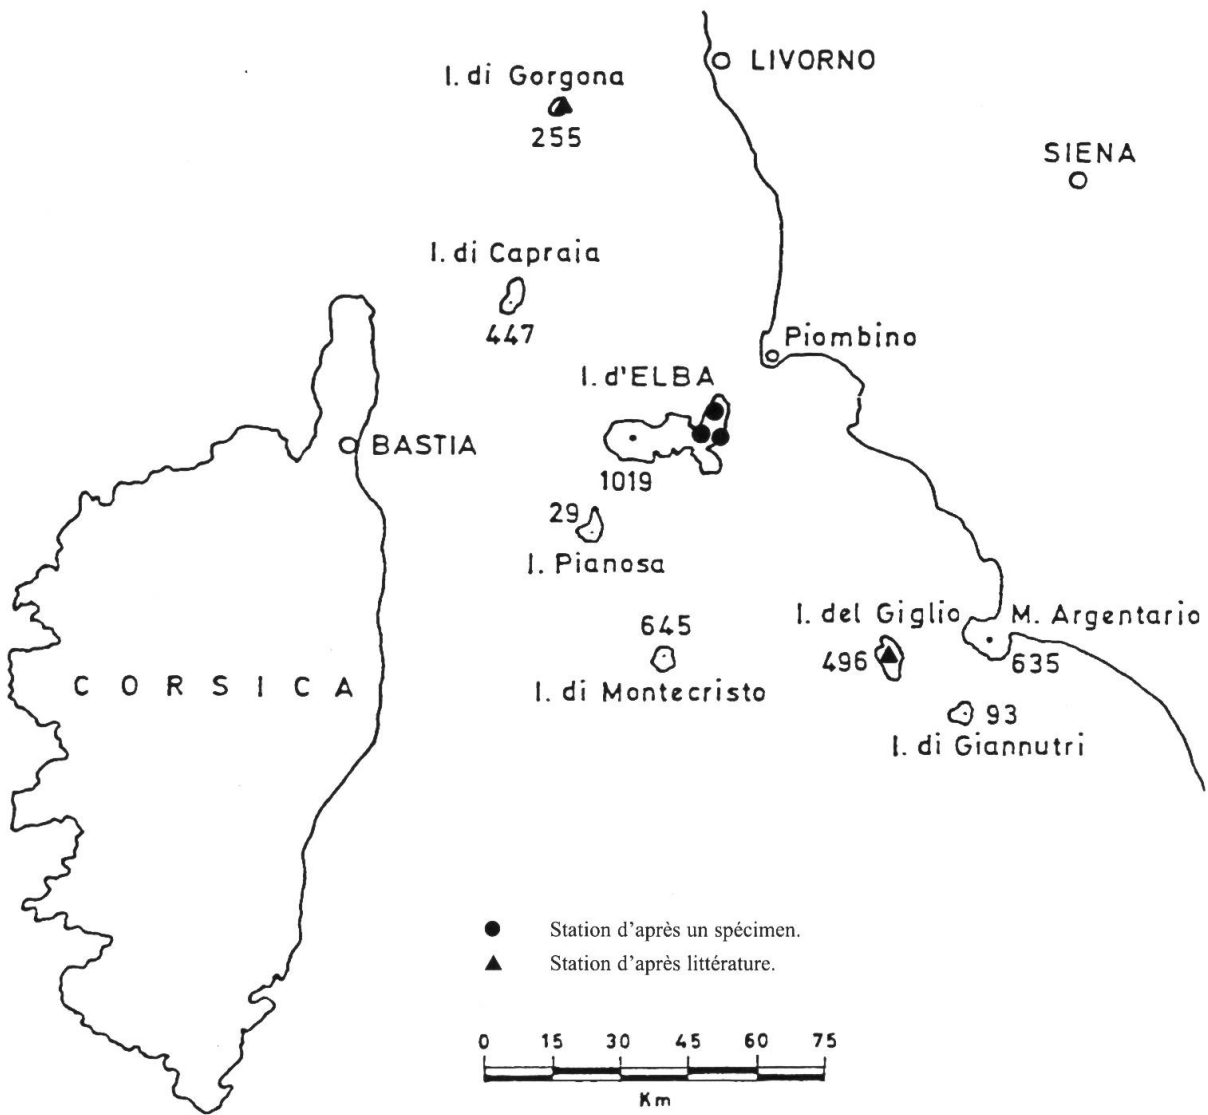 LIVORNO
I. di Gorgona
255
SIENA
I. di Capraia
447
Piombino
I. d'ELBA
BASTIA
1019
29
I. Pianosa
I. del Giglio
M. Argentario
645
496
635
CORSICA
I. di Montecristo
93
I. di Giannutri
Station d'après un spécimen.
Station d'après littérature.
0 15 30 45 60 75
Km